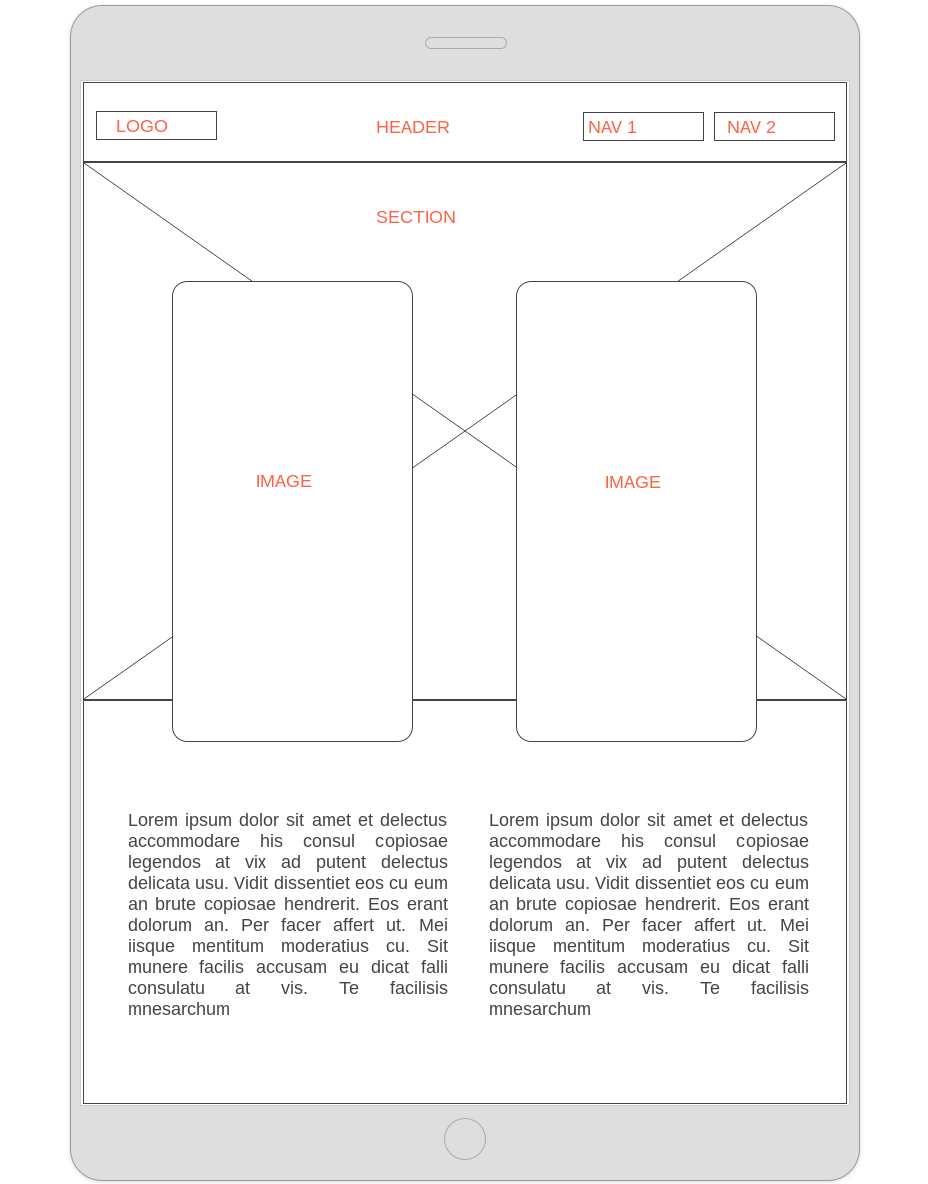 LOGO
HEADER
NAV 1
NAV 2
SECTION
IMAGE
IMAGE
Lorem ipsum dolor sit amet et delectus
accommodare his consul copiosae
legendos at vix ad putent delectus
delicata usu. Vidit dissentiet eos cu eum
an brute copiosae hendrerit. Eos erant
dolorum an. Per facer affert ut. Mei
iisque mentitum moderatius cu. Sit
munere facilis accusam eu dicat falli
consulatu at vis. Te facilisis
mnesarchum
Lorem ipsum dolor sit amet et delectus
accommodare his consul copiosae
legendos at vix ad putent delectus
delicata usu. Vidit dissentiet eos cu eum
an brute copiosae hendrerit. Eos erant
dolorum an. Per facer affert ut. Mei
iisque mentitum moderatius cu. Sit
munere facilis accusam eu dicat falli
consulatu at vis. Te facilisis
mnesarchum